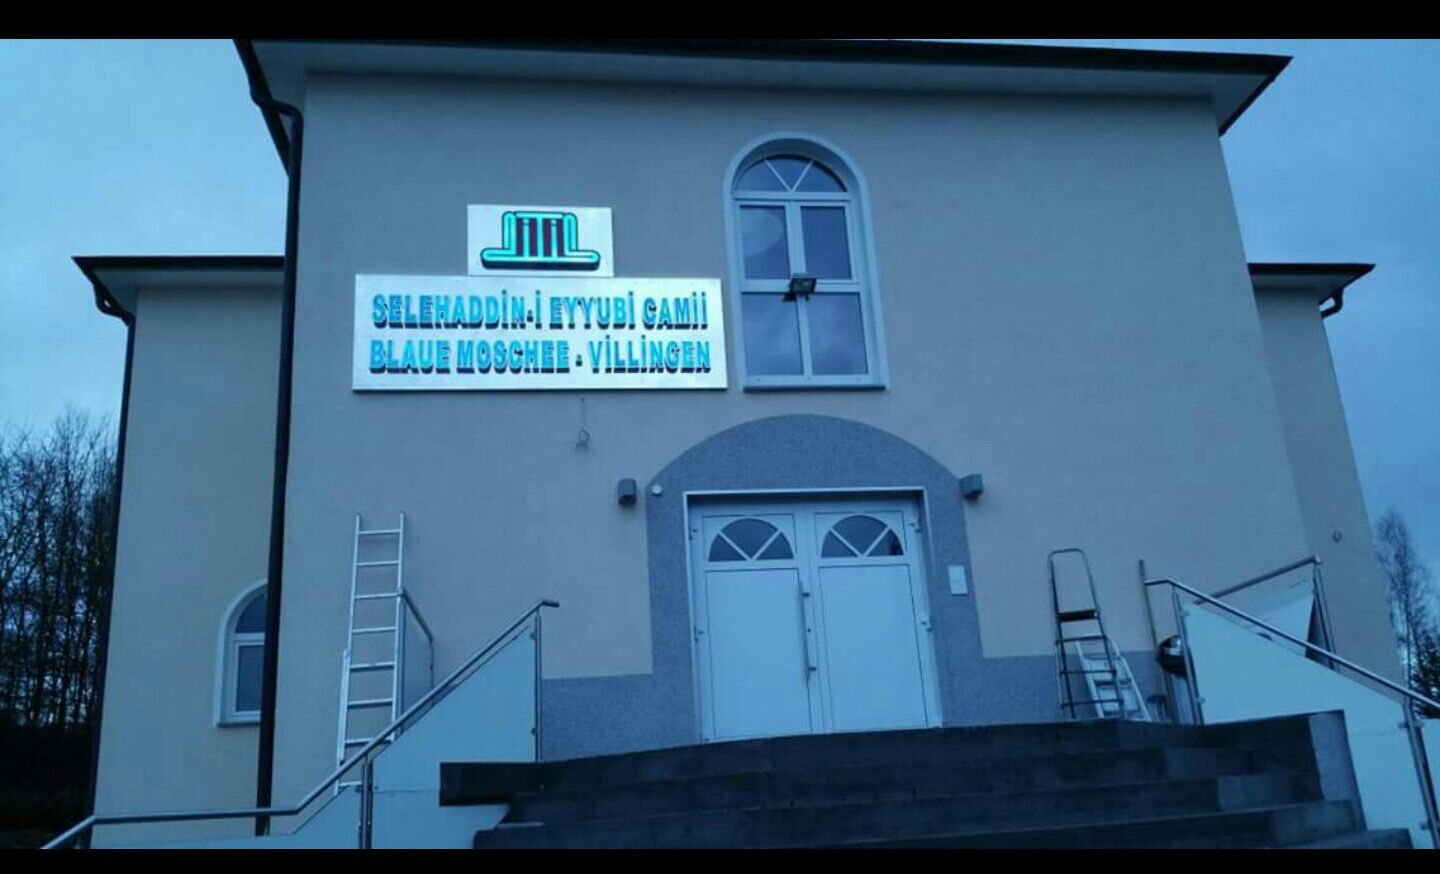 SELEHADDİN-İ EYYUBİ CAMİİ
BLAUE MOSCHEE - VİLLİNGEN